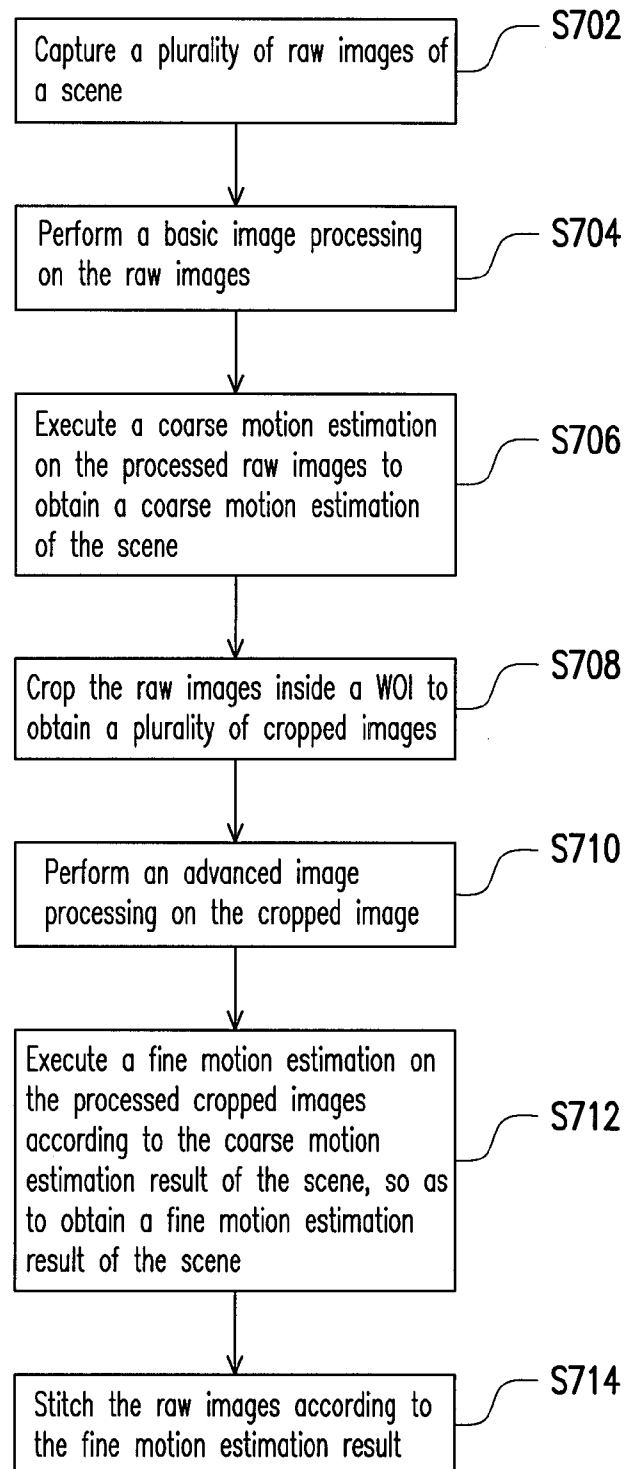 Capture a plurality of raw images of
a scene
S702
Perform a basic image processing
on the raw images
S704
Execute a coarse motion estimation
on the processed raw images to
obtain a coarse motion estimation
of the scene
S706
Crop the raw images inside a WOI to
obtain a plurality of cropped images
S708
Perform an advanced image
processing on the cropped image
S710
Execute a fine motion estimation on
the processed cropped images
according to the coarse motion
estimation result of the scene, so as
to obtain a fine motion estimation
result of the scene
S712
Stitch the raw images according to
the fine motion estimation result
S714